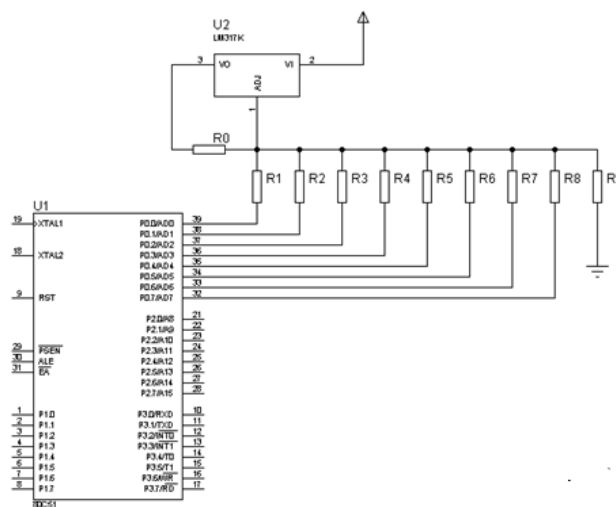 U2
LM317K
3 VO VI 2
ADJ
1
R0
R1 R2 R3 R4 R5 R6 R7 R8 R
U1
19 XTAL1 P0.0/AD0 39
P0.1/AD1 38
P0.2/AD2 37
18 XTAL2 P0.3/AD3 36
P0.4/AD4 35
P0.5/AD5 34
P0.6/AD6 33
9 RST P0.7/AD7 32
P2.0/A8 21
P2.1/A9 22
P2.2/A10 23
29 PSEN P2.3/A11 24
30 ALE P2.4/A12 25
31 EA P2.5/A13 26
P2.6/A14 27
P2.7/A15 28
1 P1.0 P3.0/RXD 10
2 P1.1 P3.1/TXD 11
3 P1.2 P3.2/INT0 12
4 P1.3 P3.3/INT1 13
5 P1.4 P3.4/T0 14
6 P1.5 P3.5/T1 15
7 P1.6 P3.6/WR 16
8 P1.7 P3.7/RD 17
80C51